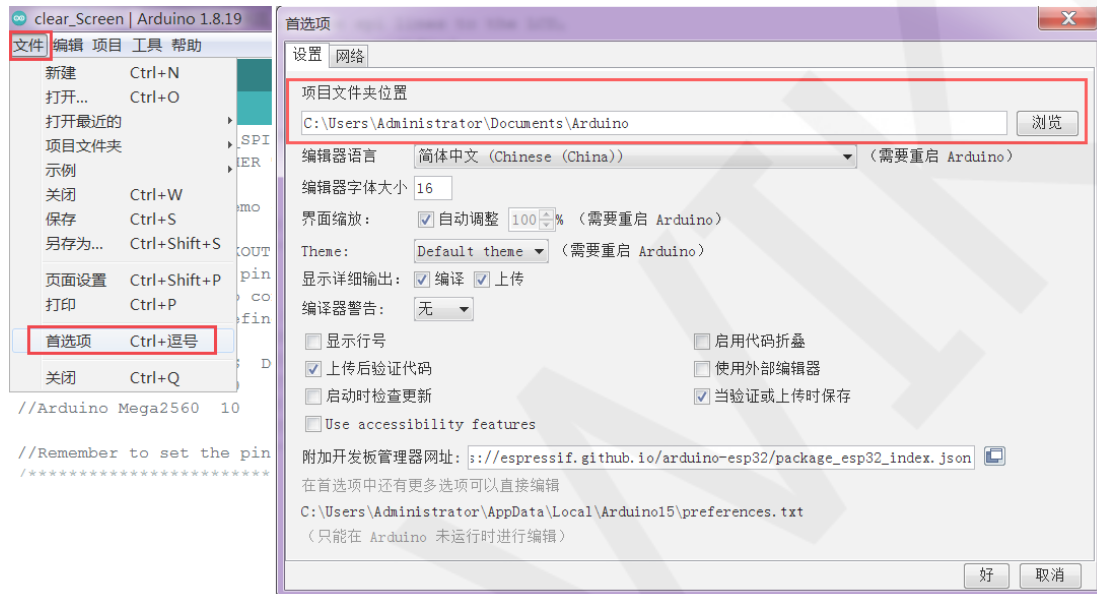 clear_Screen | Arduino 1.8.19
文件 编辑 项目 工具 帮助
新建 Ctrl+N
打开... Ctrl+O
打开最近的
项目文件夹
示例
关闭 Ctrl+W
保存 Ctrl+S
另存为... Ctrl+Shift+S
页面设置 Ctrl+Shift+P
打印 Ctrl+P
首选项 Ctrl+逗号
关闭 Ctrl+Q
_SPI
IER
emo
KOUT
pin
co
efin
D
//Arduino Mega2560 10
//Remember to set the pin
/**************************
首选项
设置 网络
项目文件夹位置
C:\Users\Administrator\Documents\Arduino 浏览
编辑器语言 简体中文 (Chinese (China)) (需要重启 Arduino)
编辑器字体大小 16
界面缩放: 自动调整 100 % (需要重启 Arduino)
Theme: Default theme (需要重启 Arduino)
显示详细输出: 编译 上传
编译器警告: 无
显示行号 启用代码折叠
上传后验证代码 使用外部编辑器
启动时检查更新 当验证或上传时保存
Use accessibility features
附加开发板管理器网址: s://espressif.github.io/arduino-esp32/package_esp32_index.json
在首选项中还有更多选项可以直接编辑
C:\Users\Administrator\AppData\Local\Arduino15\preferences.txt
(只能在 Arduino 未运行时进行编辑)
好 取消